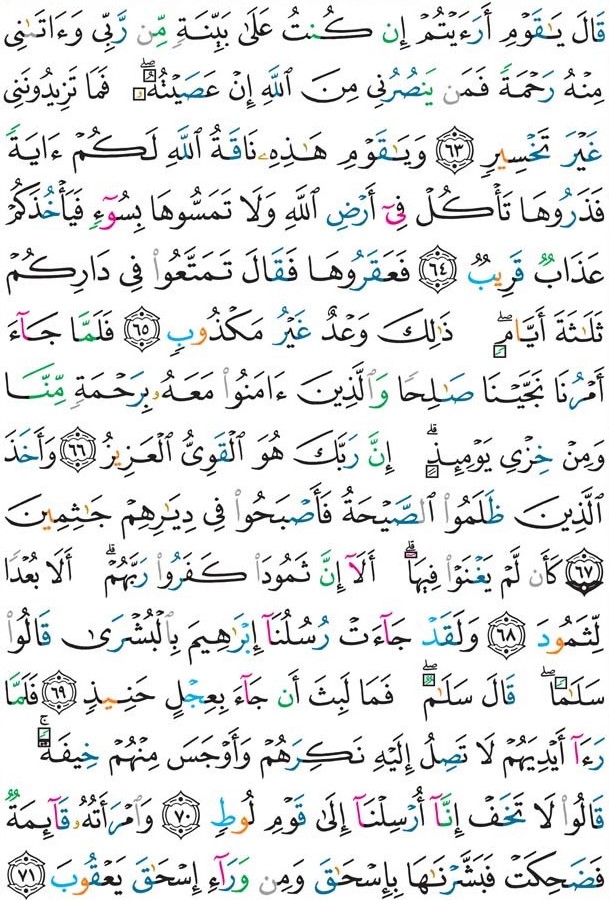 قَالَ يَـٰقَوْمِ أَرَءَيْتُمْ إِن كُنتُ عَلَىٰ بَيِّنَةٍ مِّن رَّبِّى وَءَاتَىٰنِى
مِنْهُ رَحْمَةً فَمَن يَنصُرُنِى مِنَ ٱللَّهِ إِنْ عَصَيْتُهُۥ ۖ فَمَا تَزِيدُونَنِى
غَيْرَ تَخْسِيرٍ ﴿٦٣﴾ وَيَـٰقَوْمِ هَـٰذِهِۦ نَاقَةُ ٱللَّهِ لَكُمْ ءَايَةً
فَذَرُوهَا تَأْكُلْ فِىٓ أَرْضِ ٱللَّهِ وَلَا تَمَسُّوهَا بِسُوٓءٍ فَيَأْخُذَكُمْ
عَذَابٌ قَرِيبٌ ﴿٦٤﴾ فَعَقَرُوهَا فَقَالَ تَمَتَّعُوا۟ فِى دَارِكُمْ
ثَلَـٰثَةَ أَيَّامٍ ۖ ذَٰلِكَ وَعْدٌ غَيْرُ مَكْذُوبٍ ﴿٦٥﴾ فَلَمَّا جَآءَ
أَمْرُنَا نَجَّيْنَا صَـٰلِحًا وَٱلَّذِينَ ءَامَنُوا۟ مَعَهُۥ بِرَحْمَةٍ مِّنَّا
وَمِنْ خِزْىِ يَوْمِئِذٍ ۗ إِنَّ رَبَّكَ هُوَ ٱلْقَوِىُّ ٱلْعَزِيزُ ﴿٦٦﴾ وَأَخَذَ
ٱلَّذِينَ ظَلَمُوا۟ ٱلصَّيْحَةُ فَأَصْبَحُوا۟ فِى دِيَـٰرِهِمْ جَـٰثِمِينَ
﴿٦٧﴾ كَأَن لَّمْ يَغْنَوْا۟ فِيهَآ ۗ أَلَآ إِنَّ ثَمُودَا۟ كَفَرُوا۟ رَبَّهُمْ ۗ أَلَا بُعْدًا
لِّثَمُودَ ﴿٦٨﴾ وَلَقَدْ جَآءَتْ رُسُلُنَآ إِبْرَٰهِيمَ بِٱلْبُشْرَىٰ قَالُوا۟
سَلَـٰمًا ۖ قَالَ سَلَـٰمٌ ۖ فَمَا لَبِثَ أَن جَآءَ بِعِجْلٍ حَنِيذٍ ﴿٦٩﴾ فَلَمَّا
رَءَآ أَيْدِيَهُمْ لَا تَصِلُ إِلَيْهِ نَكِرَهُمْ وَأَوْجَسَ مِنْهُمْ خِيفَةً ۚ
قَالُوا۟ لَا تَخَفْ إِنَّآ أُرْسِلْنَآ إِلَىٰ قَوْمِ لُوطٍ ﴿٧٠﴾ وَٱمْرَأَتُهُۥ قَآئِمَةٌ
فَضَحِكَتْ فَبَشَّرْنَـٰهَا بِإِسْحَـٰقَ وَمِن وَرَآءِ إِسْحَـٰقَ يَعْقُوبَ ﴿٧١﴾